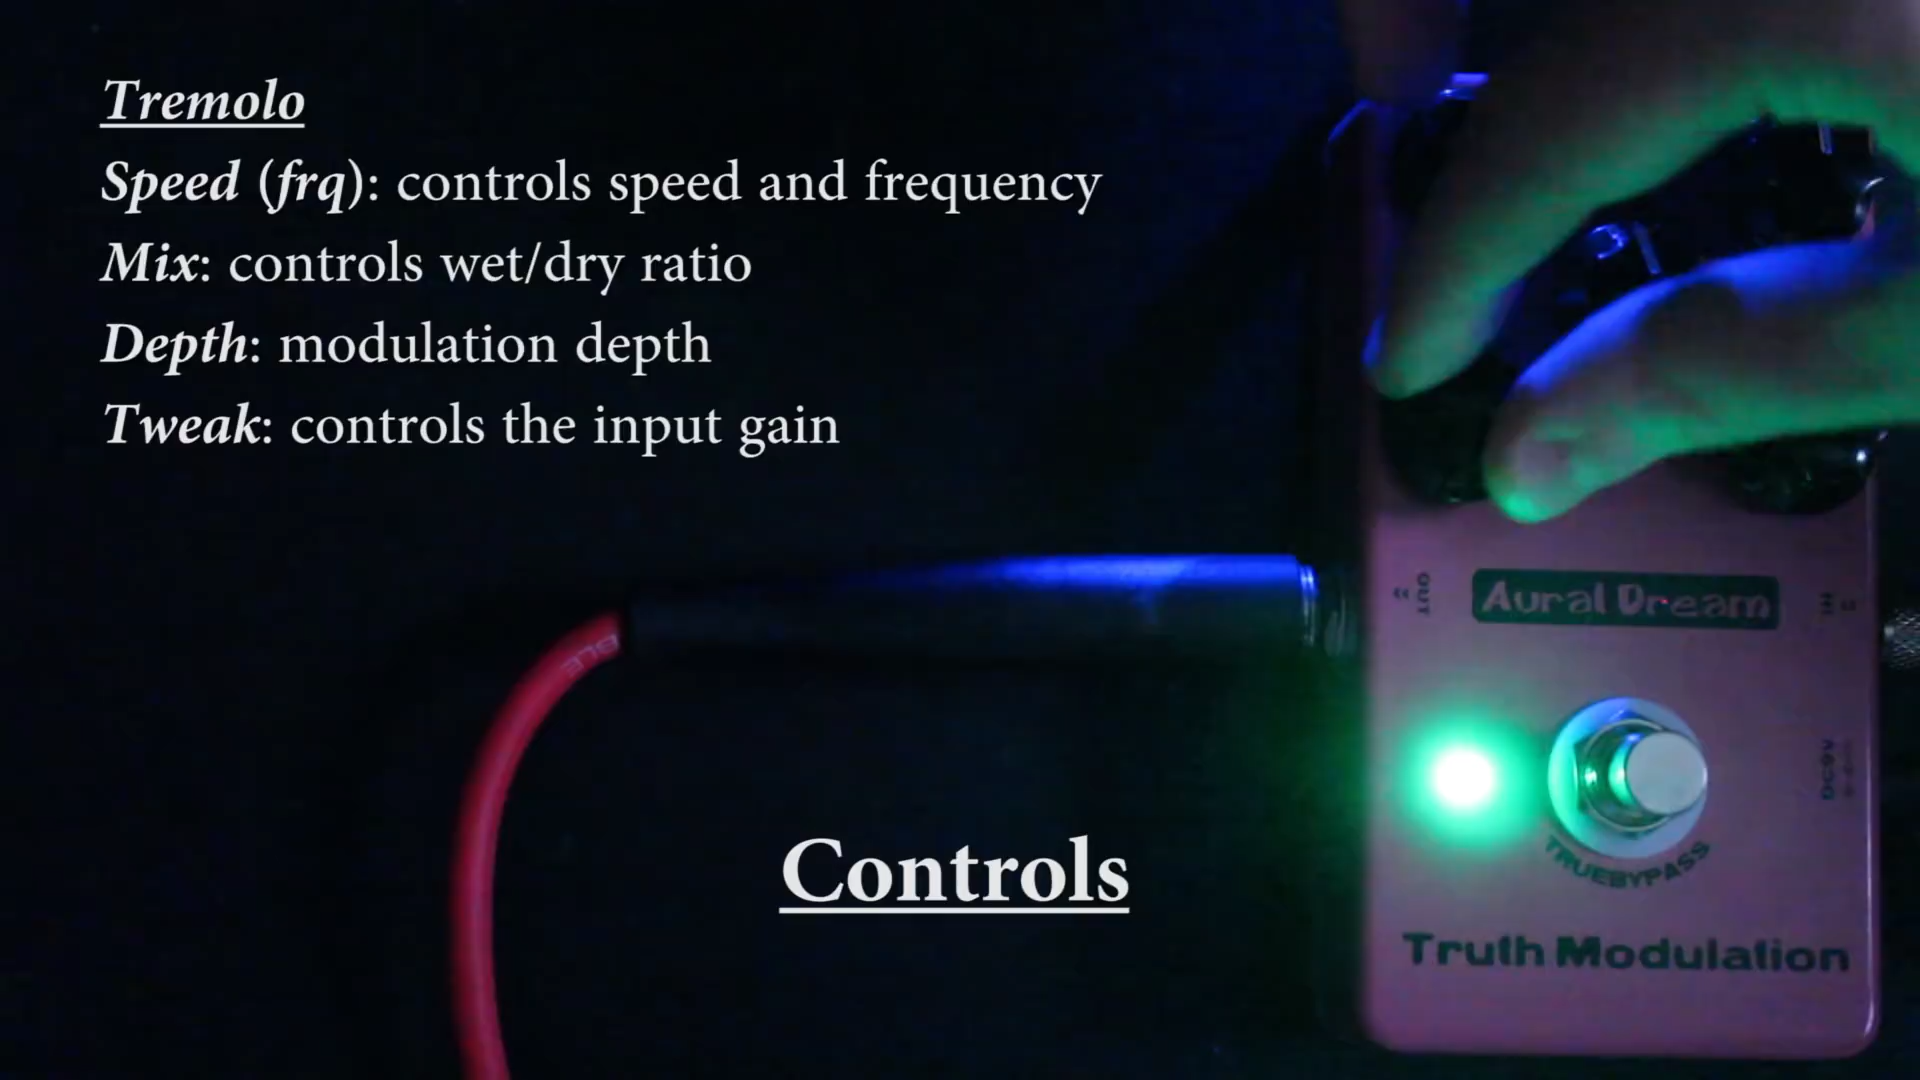 Tremolo
Speed (frq): controls speed and frequency
Mix: controls wet/dry ratio
Depth: modulation depth
Tweak: controls the input gain
BLE
OUT
Aural Dream
IN
DC9V
TRUEBYPASS
Controls
Truth Modulation